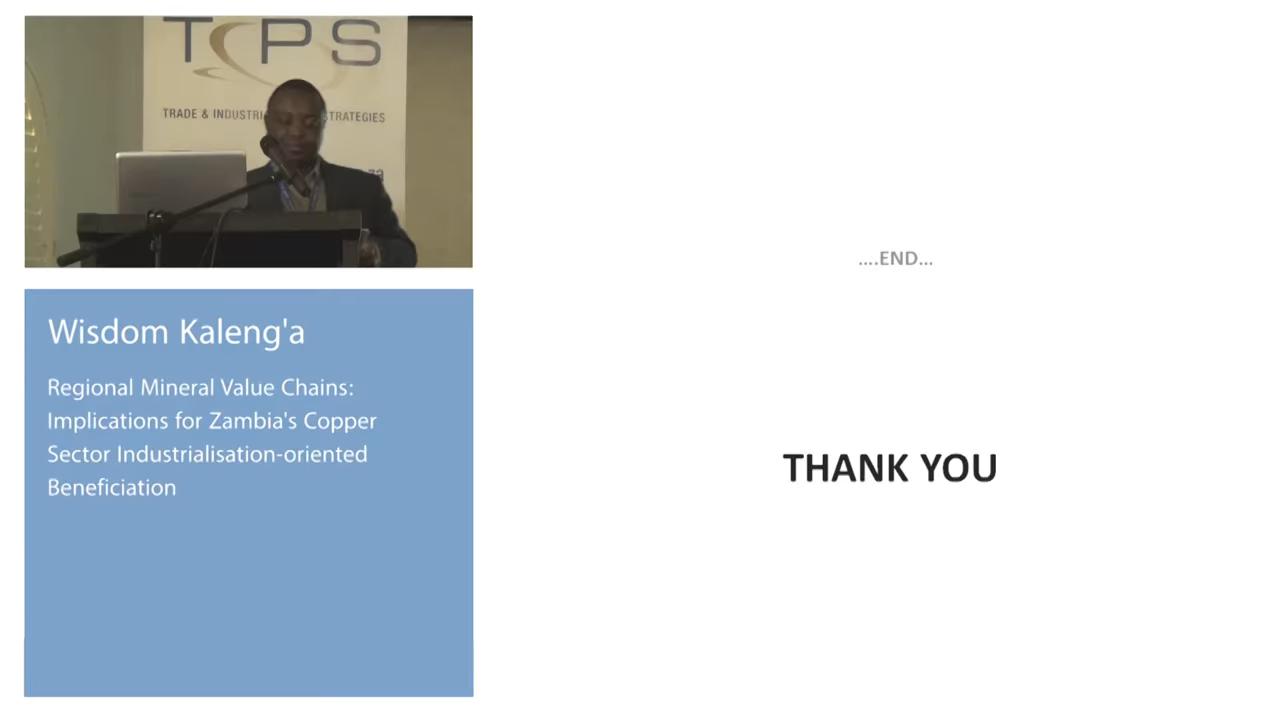 TIPS
TRADE & INDUSTRI STRATEGIES
za
Wisdom Kaleng'a
Regional Mineral Value Chains:
Implications for Zambia's Copper
Sector Industrialisation-oriented
Beneficiation
....END...
THANK YOU